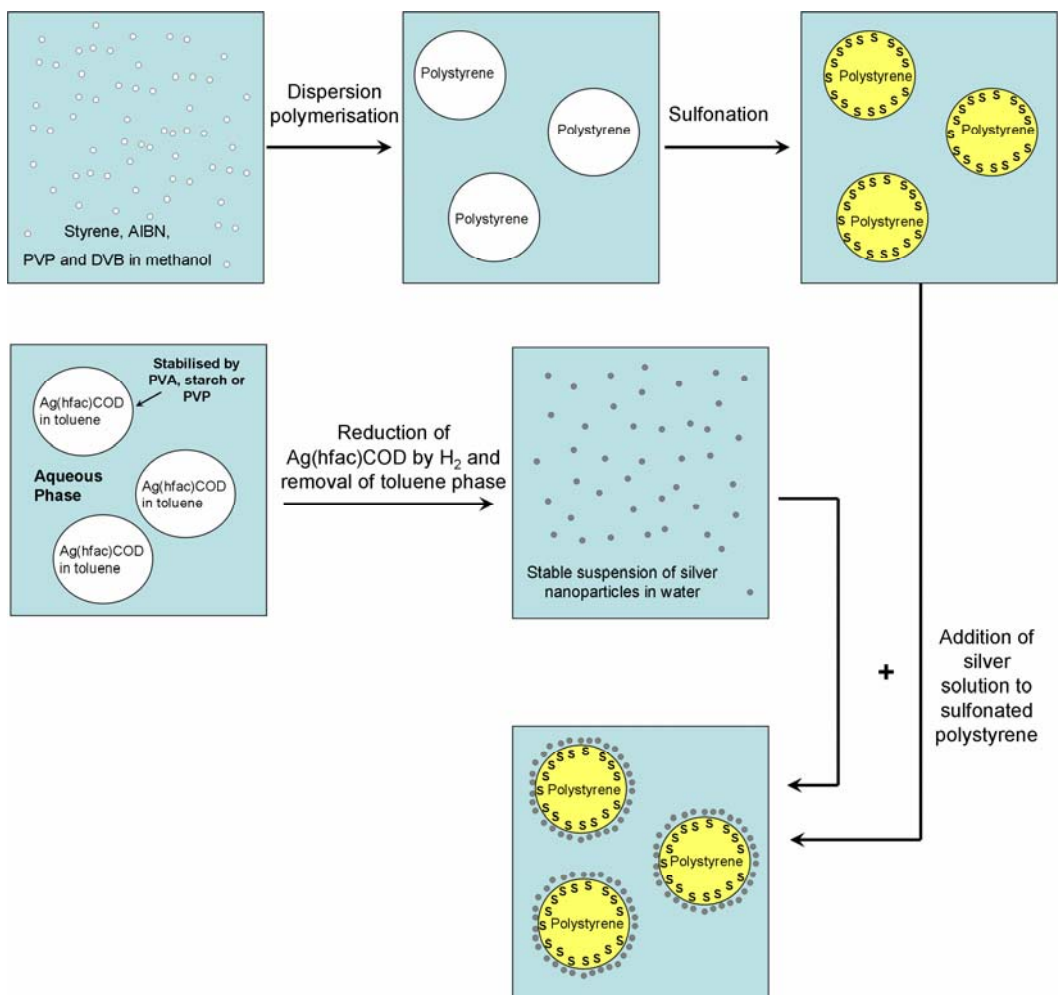 Styrene, AIBN,
PVP and DVB in methanol
Dispersion
polymerisation
Polystyrene
Polystyrene
Polystyrene
Sulfonation
S S S S S S S S S S S S S S S S S S
Polystyrene
S S S S S S S S S S S S S S S S S S
Polystyrene
S S S S S S S S S S S S S S S S S S
Polystyrene
Stabilised by
PVA, starch or
PVP
Ag(hfac)COD
in toluene
Aqueous
Phase
Ag(hfac)COD
in toluene
Ag(hfac)COD
in toluene
Reduction of
Ag(hfac)COD by H₂ and
removal of toluene phase
Stable suspension of silver
nanoparticles in water
+
Addition of
silver
solution to
sulfonated
polystyrene
S S S S S S S S S S S S S S S S S S
Polystyrene
S S S S S S S S S S S S S S S S S S
Polystyrene
S S S S S S S S S S S S S S S S S S
Polystyrene